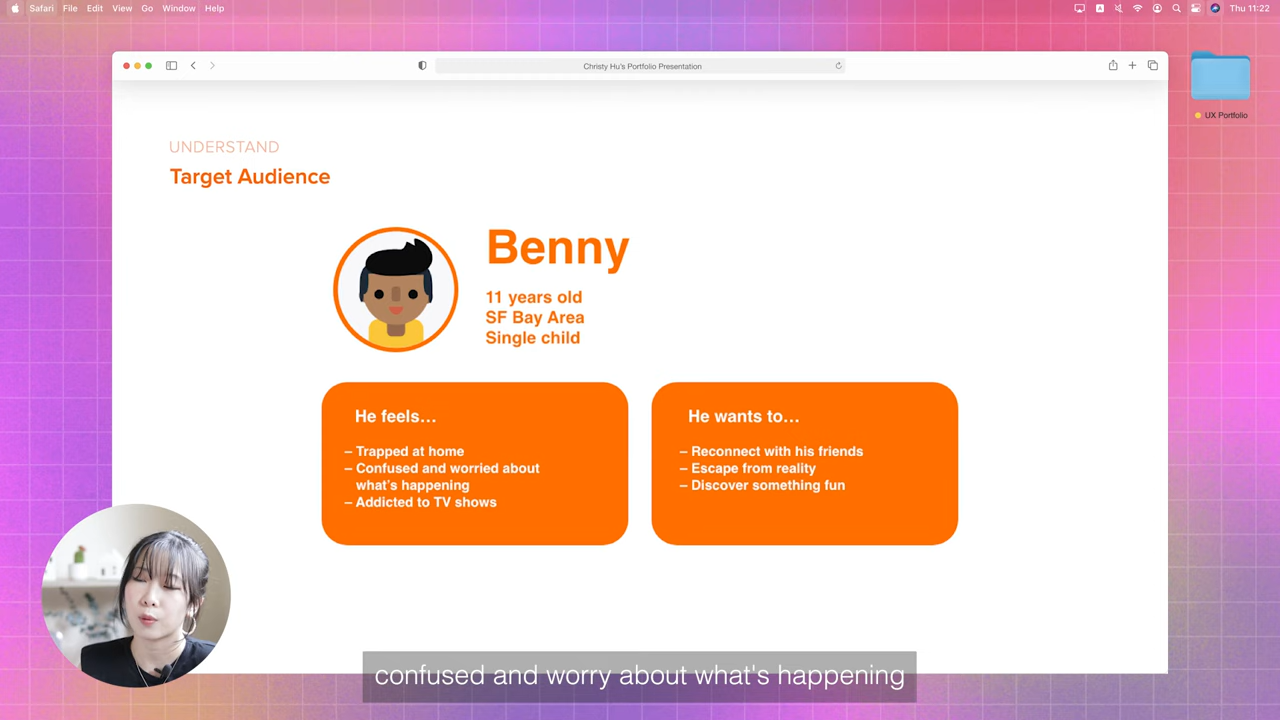 Safari File Edit View Go Window Help
A
Thu 11:22
Christy Hu's Portfolio Presentation
UX Portfolio
UNDERSTAND
Target Audience
Benny
11 years old
SF Bay Area
Single child
He feels…
– Trapped at home
– Confused and worried about
what's happening
– Addicted to TV shows
He wants to…
– Reconnect with his friends
– Escape from reality
– Discover something fun
confused and worry about what's happening